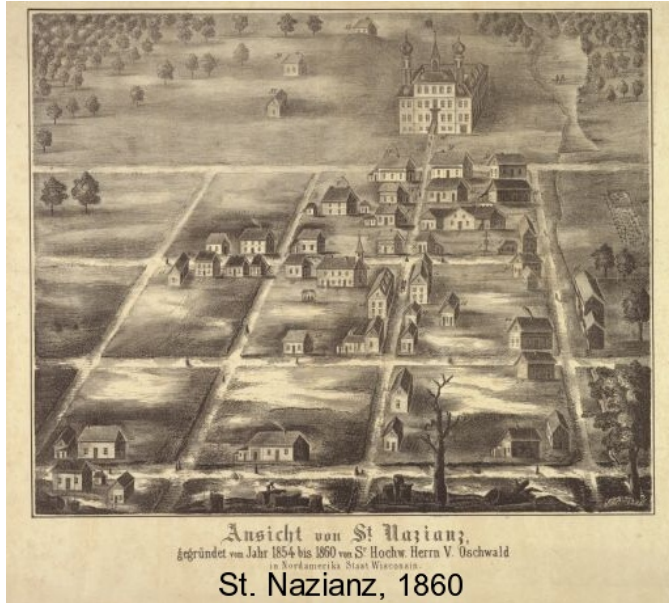 Ansicht von St Nazianz,
gegründet vom Jahr 1854 bis 1860 von Sr Hochw. Herrn V. Oschwald
in Nordamerika Staat Wisconsin.
St. Nazianz, 1860